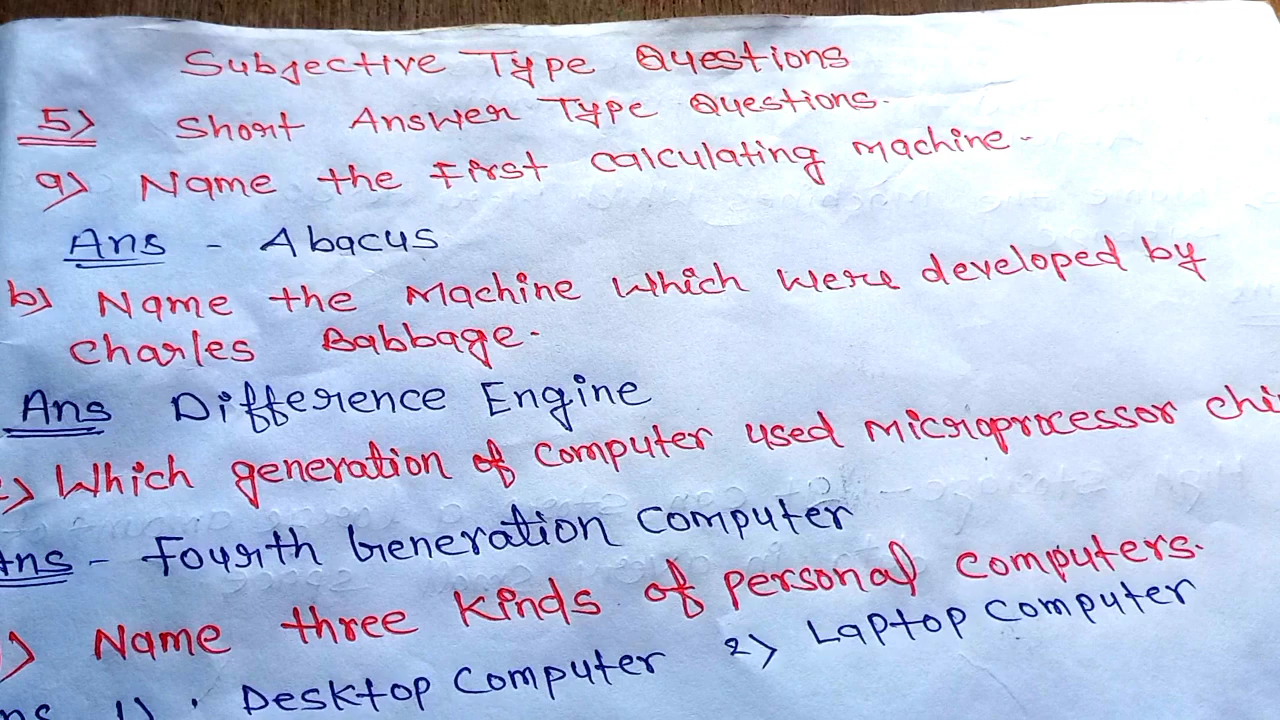 Subjective Type Questions
5) Short Answer Type Questions.
a) Name the First calculating machine.
Ans - Abacus
b) Name the Machine which were developed by
Charles Babbage.
Ans Difference Engine
Which generation of computer used microprocessor chi
Ans - Fourth Generation Computer
) Name three kinds of personal computers.
1) Desktop Computer 2) Laptop Computer